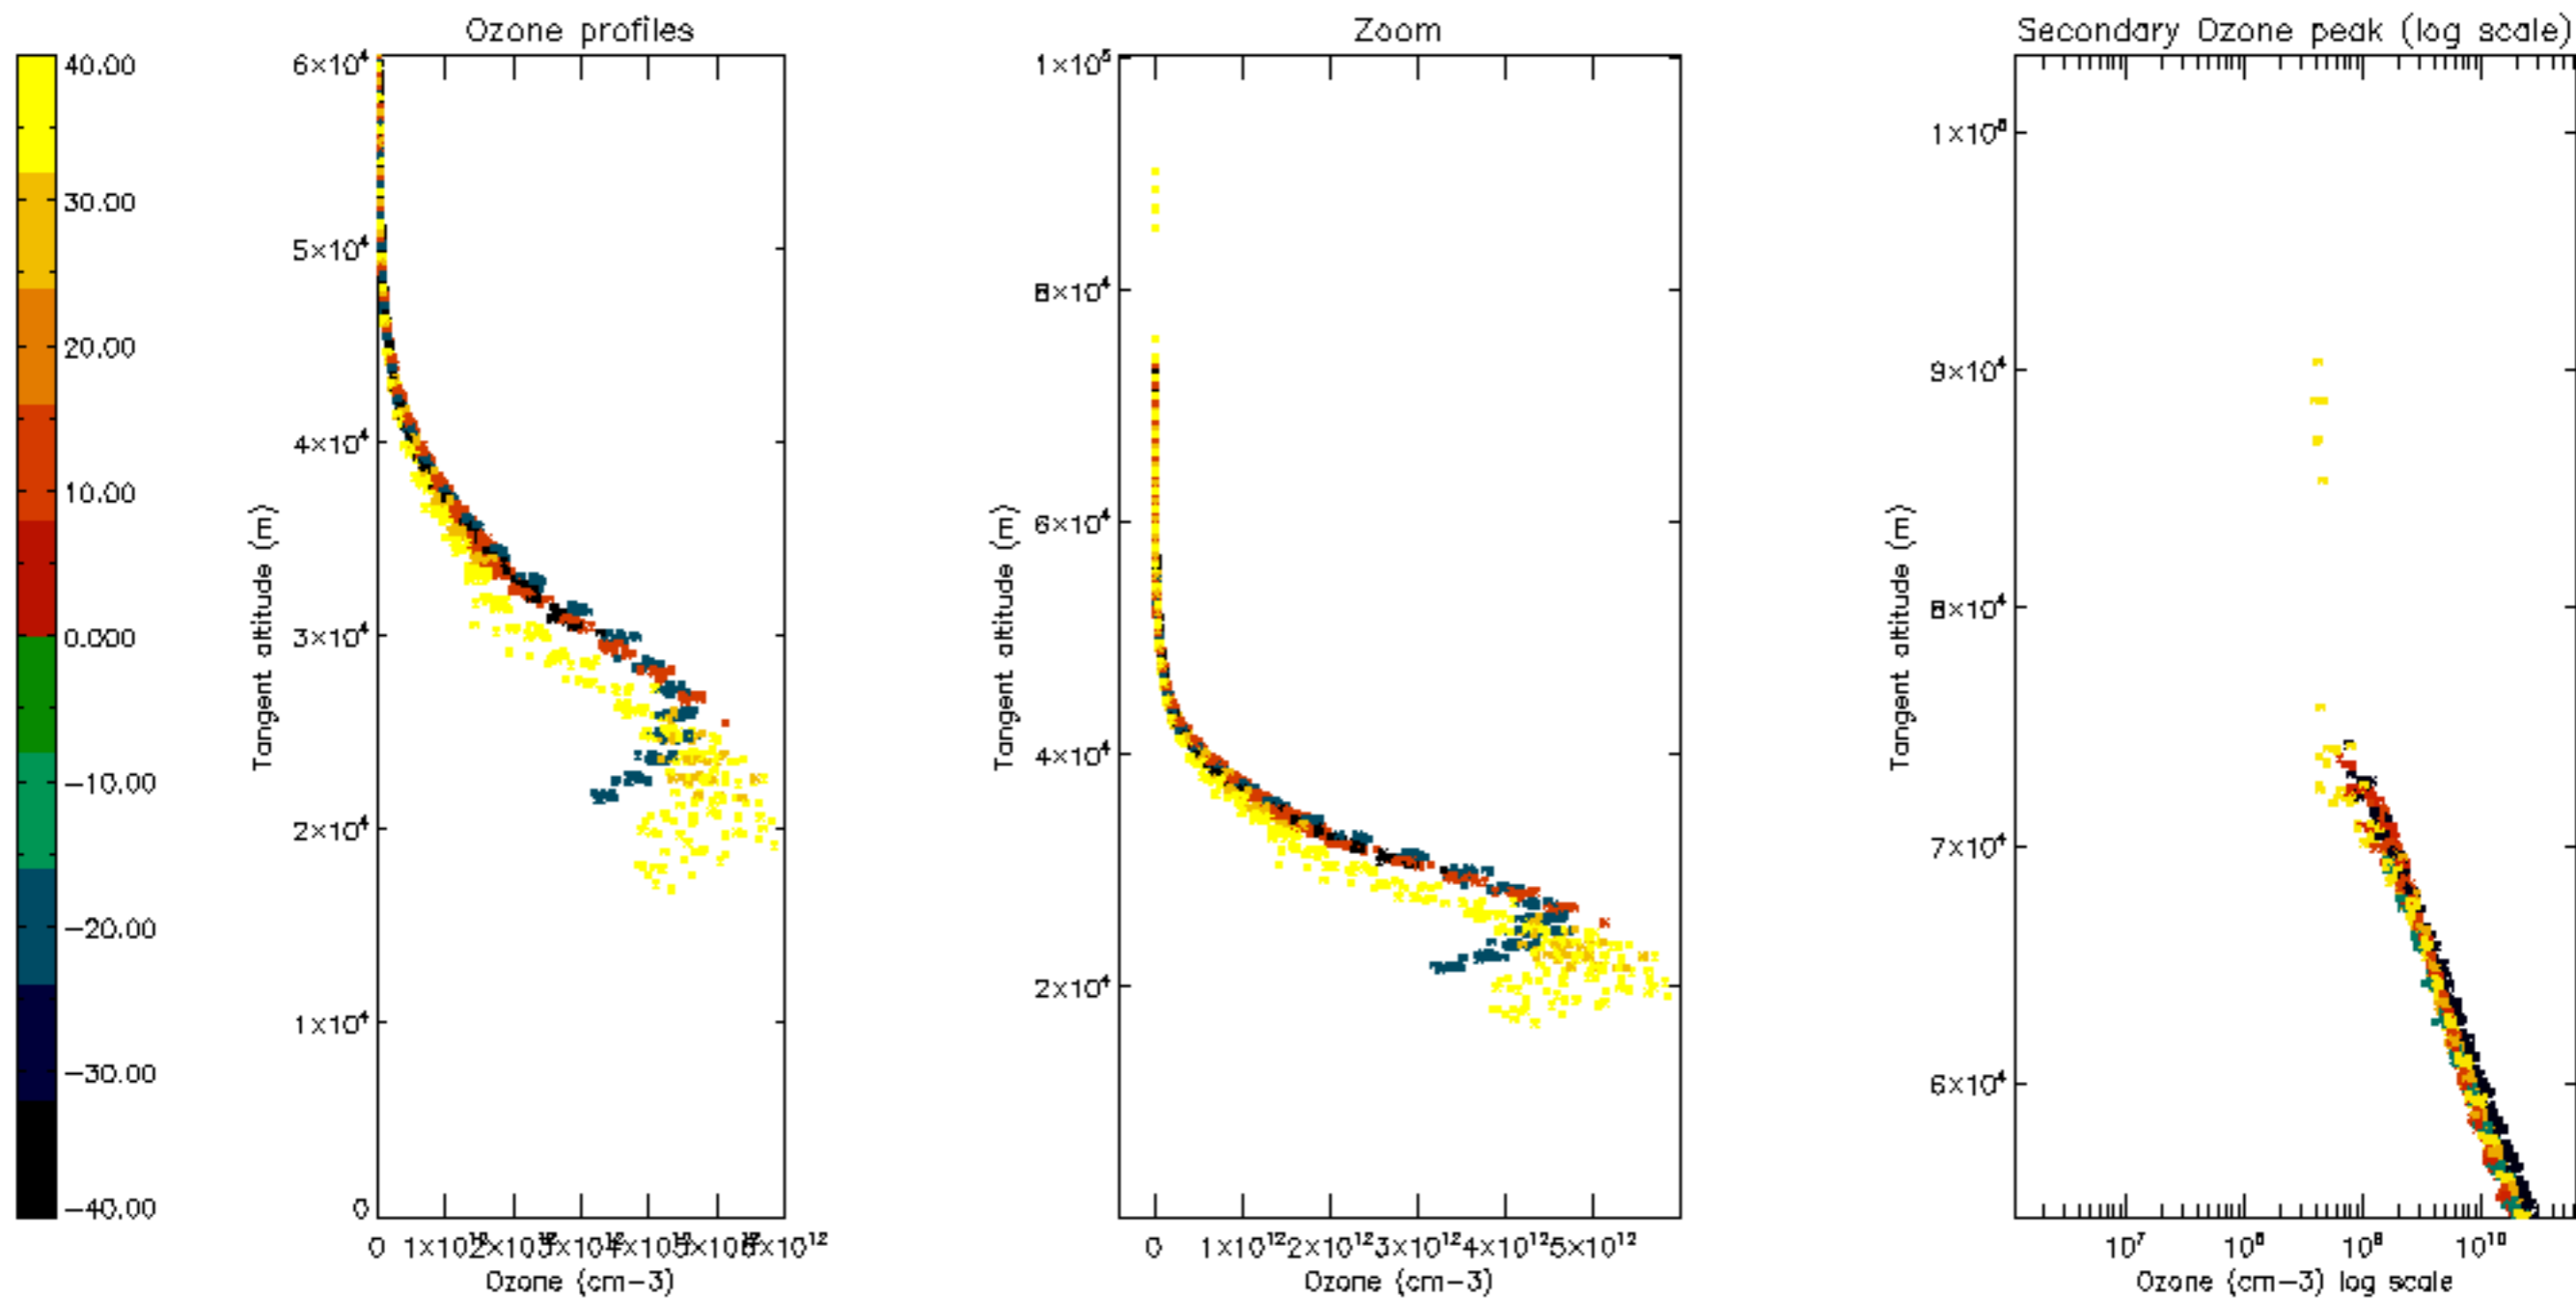 Ozone profiles
Zoom
Secondary Ozone peak (log scale)
40.00
30.00
20.00
10.00
-10.00
-20.00
-30.00
-40.00
6×10⁴
5×10⁴
4×10⁴
3×10⁴
2×10⁴
1×10⁴
0
Tangent altitude (m)
0
Ozone (cm-3)
1×10⁵
8×10⁴
6×10⁴
4×10⁴
2×10⁴
Tangent altitude (m)
0 1×10¹² 2×10¹² 3×10¹² 4×10¹² 5×10¹²
Ozone (cm-3)
9×10⁴
8×10⁴
7×10⁴
6×10⁴
Tangent altitude (m)
10⁷ 10⁸ 10⁹ 10¹⁰
Ozone (cm-3) log scale